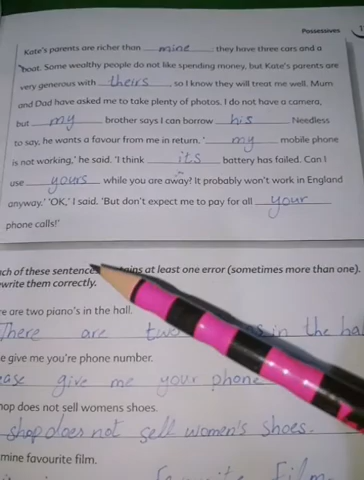 Possessives
Kate's parents are richer than mine : they have three cars and a
boat. Some wealthy people do not like spending money, but Kate's parents are
very generous with theirs , so I know they will treat me well. Mum
and Dad have asked me to take plenty of photos. I do not have a camera,
but my brother says I can borrow his . Needless
to say, he wants a favour from me in return. ' my mobile phone
is not working,' he said. 'I think its battery has failed. Can I
use yours while you are away? It probably won't work in England
anyway.' 'OK,' I said. 'But don't expect me to pay for all your
phone calls!'
of these sentences at least one error (sometimes more than one).
write them correctly.
are two piano's in the hall.
There are in the
give me you're phone number.
give me your phone
does not sell womens shoes.
shop does not sell women's shoes.
mine favourite film.
favourite film